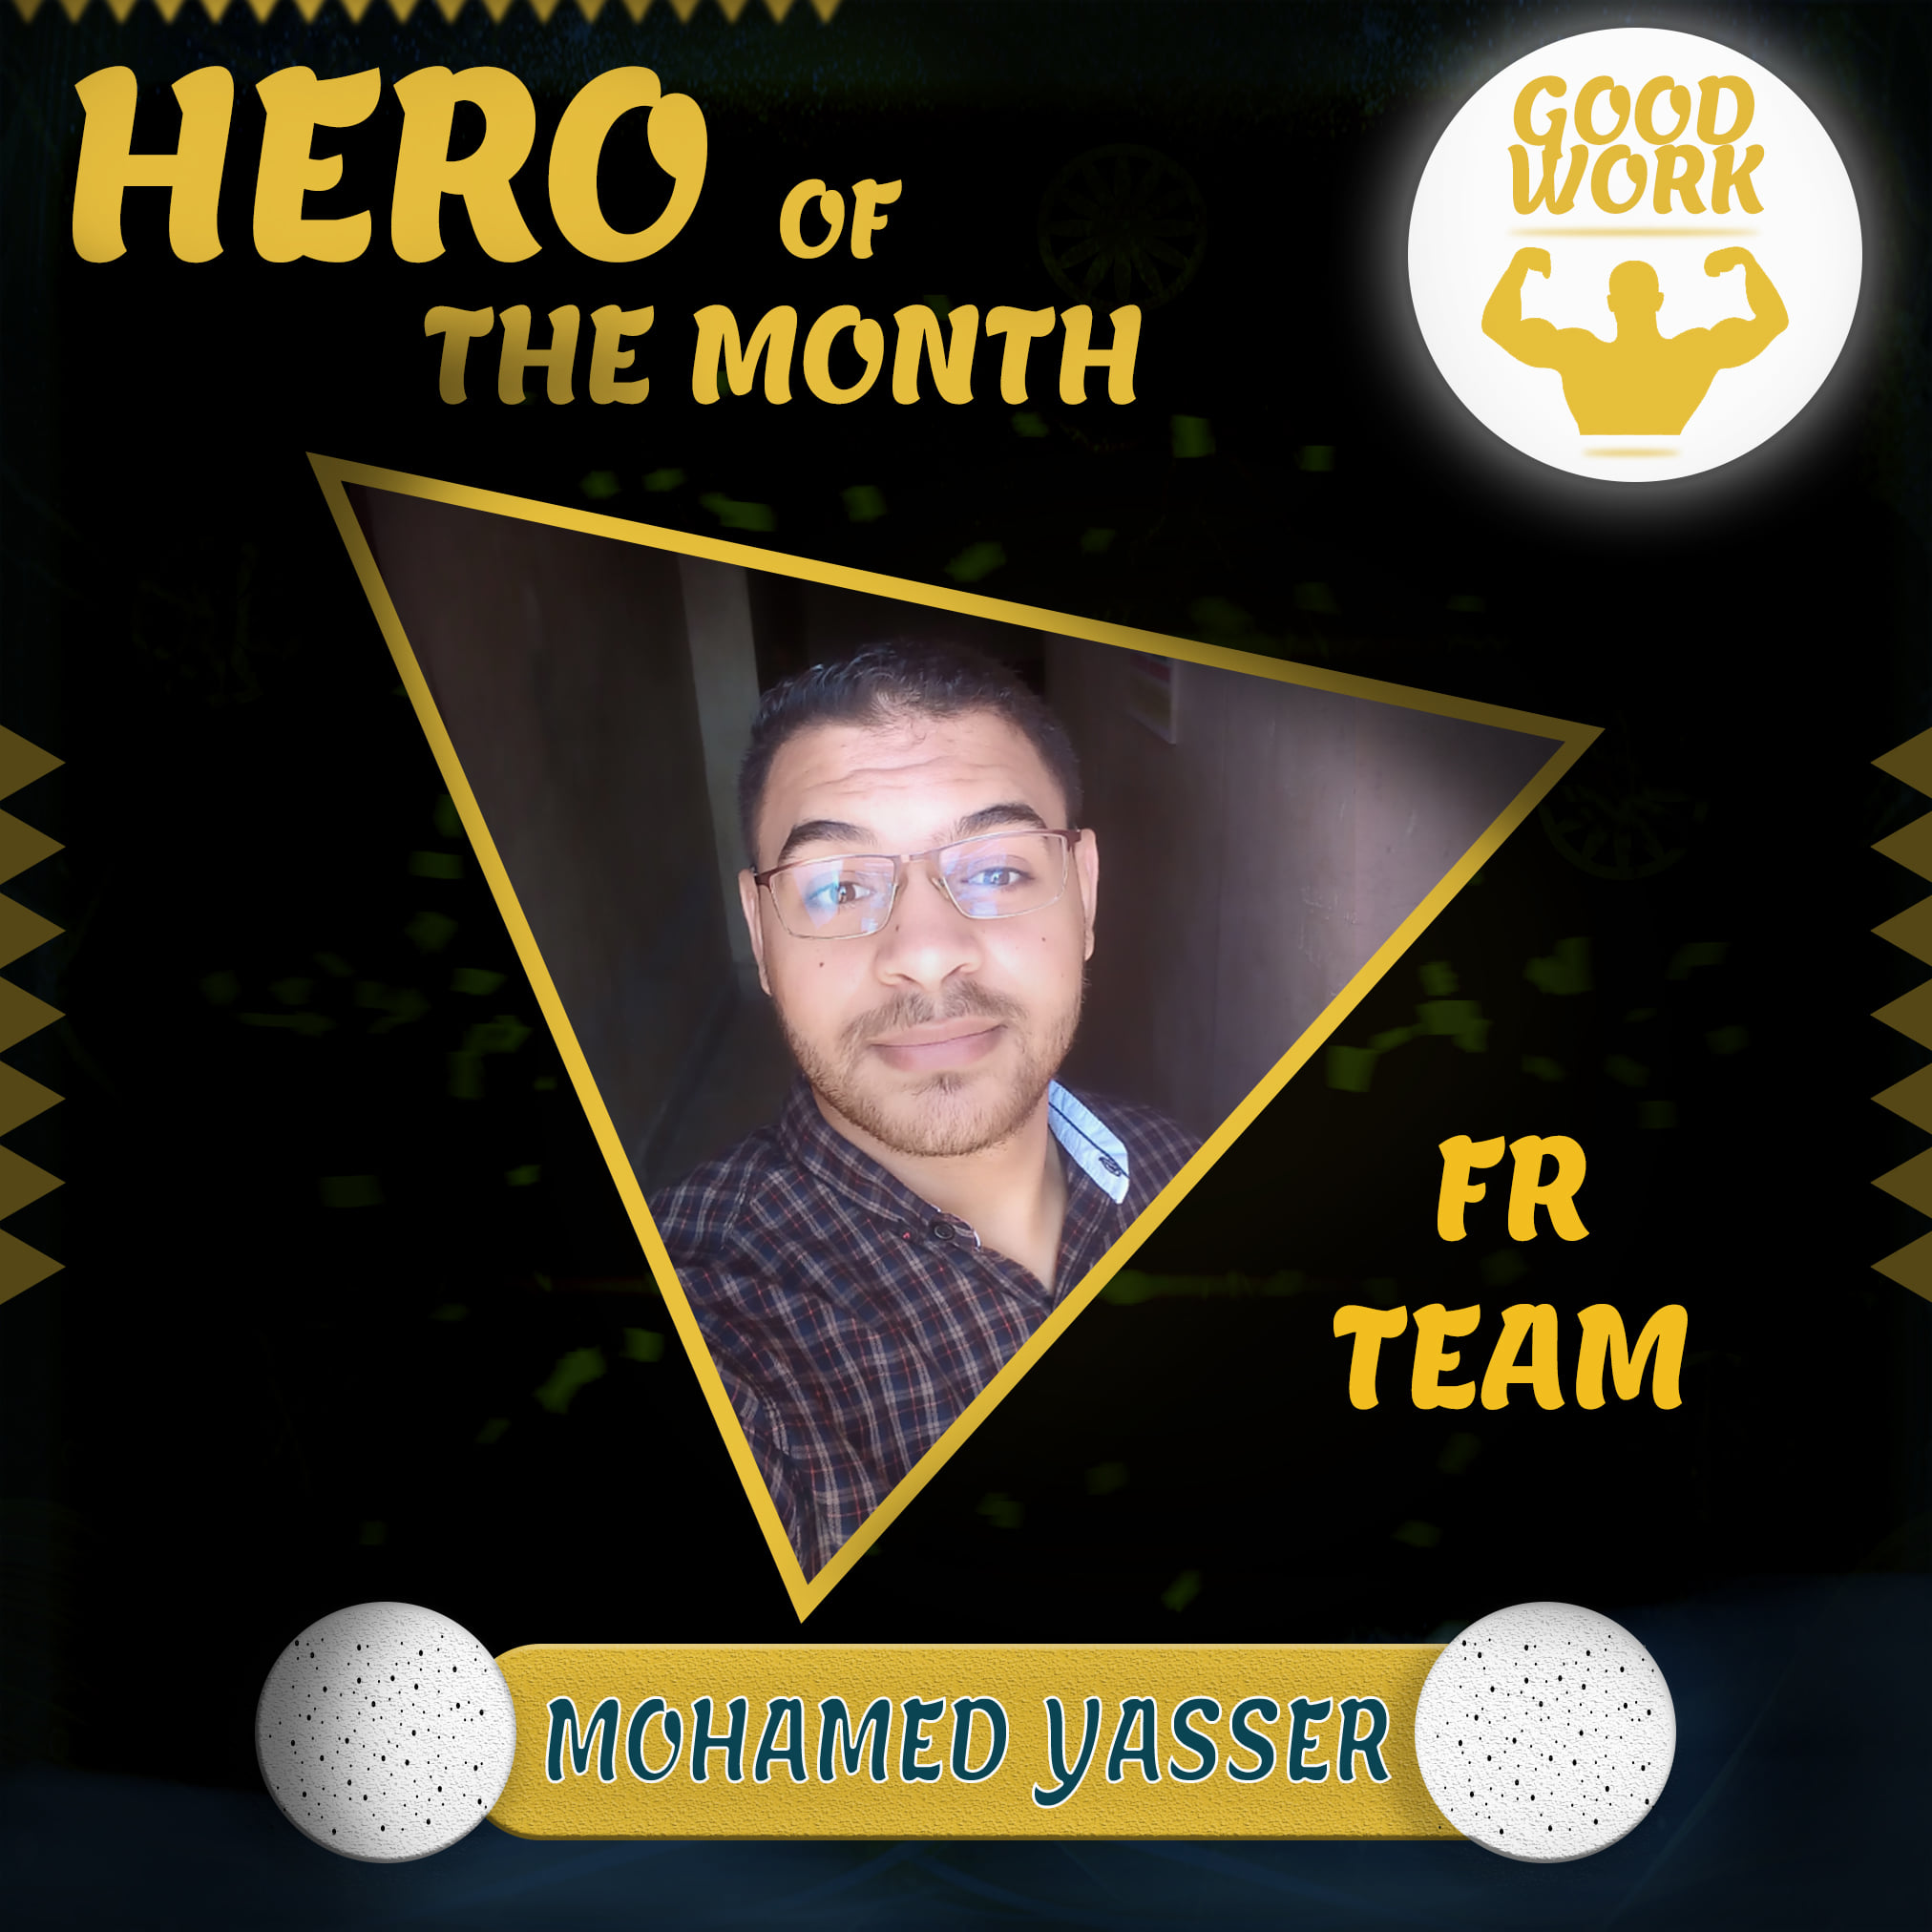 HERO OF
THE MONTH
GOOD
WORK
FR
TEAM
MOHAMED YASSER